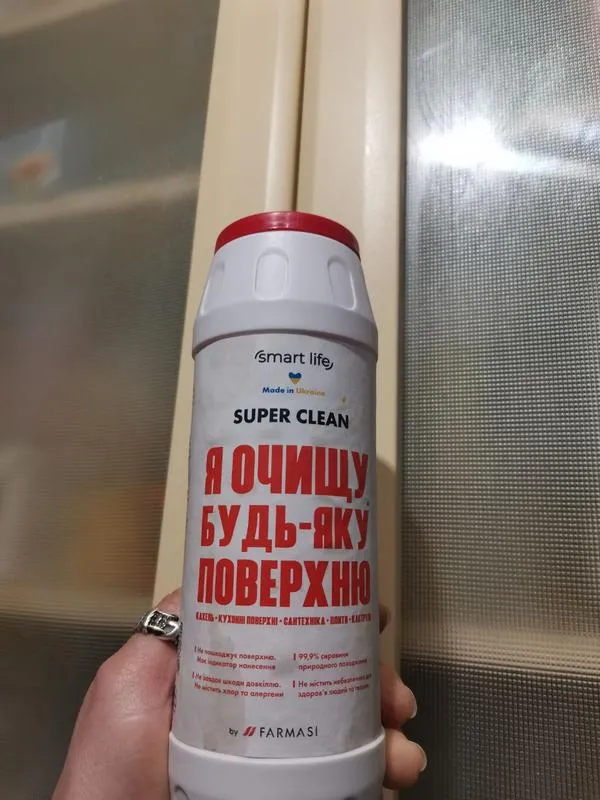 smart life
Made in Ukraine
SUPER CLEAN
Я ОЧИЩУ
БУДЬ-ЯКУ
ПОВЕРХНЮ
КАХЕЛЬ • КУХОННІ ПОВЕРХНІ • САНТЕХНІКА • ПЛИТИ • КАСТРУЛІ
Не пошкоджує поверхню.
Має індикатор нанесення
99,9% сировини
природного походження
Не завдає шкоди довкіллю.
Не містить хлор та алергени
Не містить небезпечних для
здоров'я людей та
by FARMASi